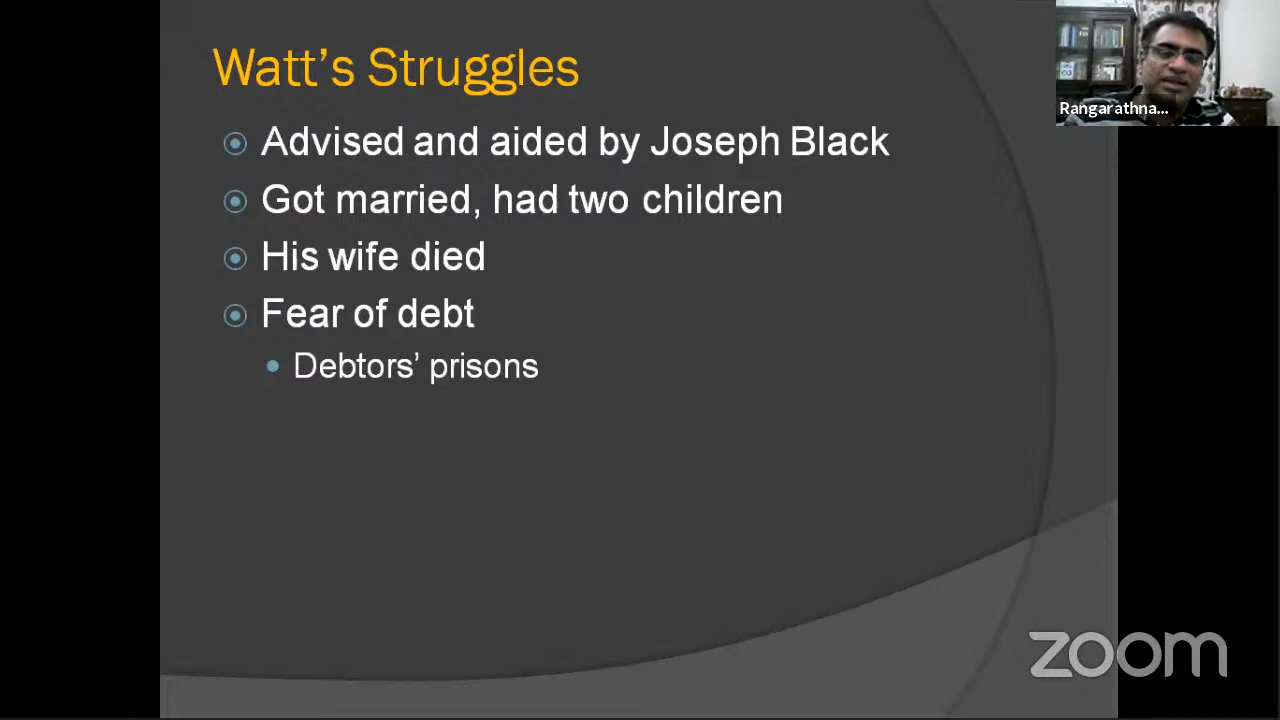 Watt’s Struggles
Advised and aided by Joseph Black
Got married, had two children
His wife died
Fear of debt
Debtors’ prisons
Rangarathna...
zoom